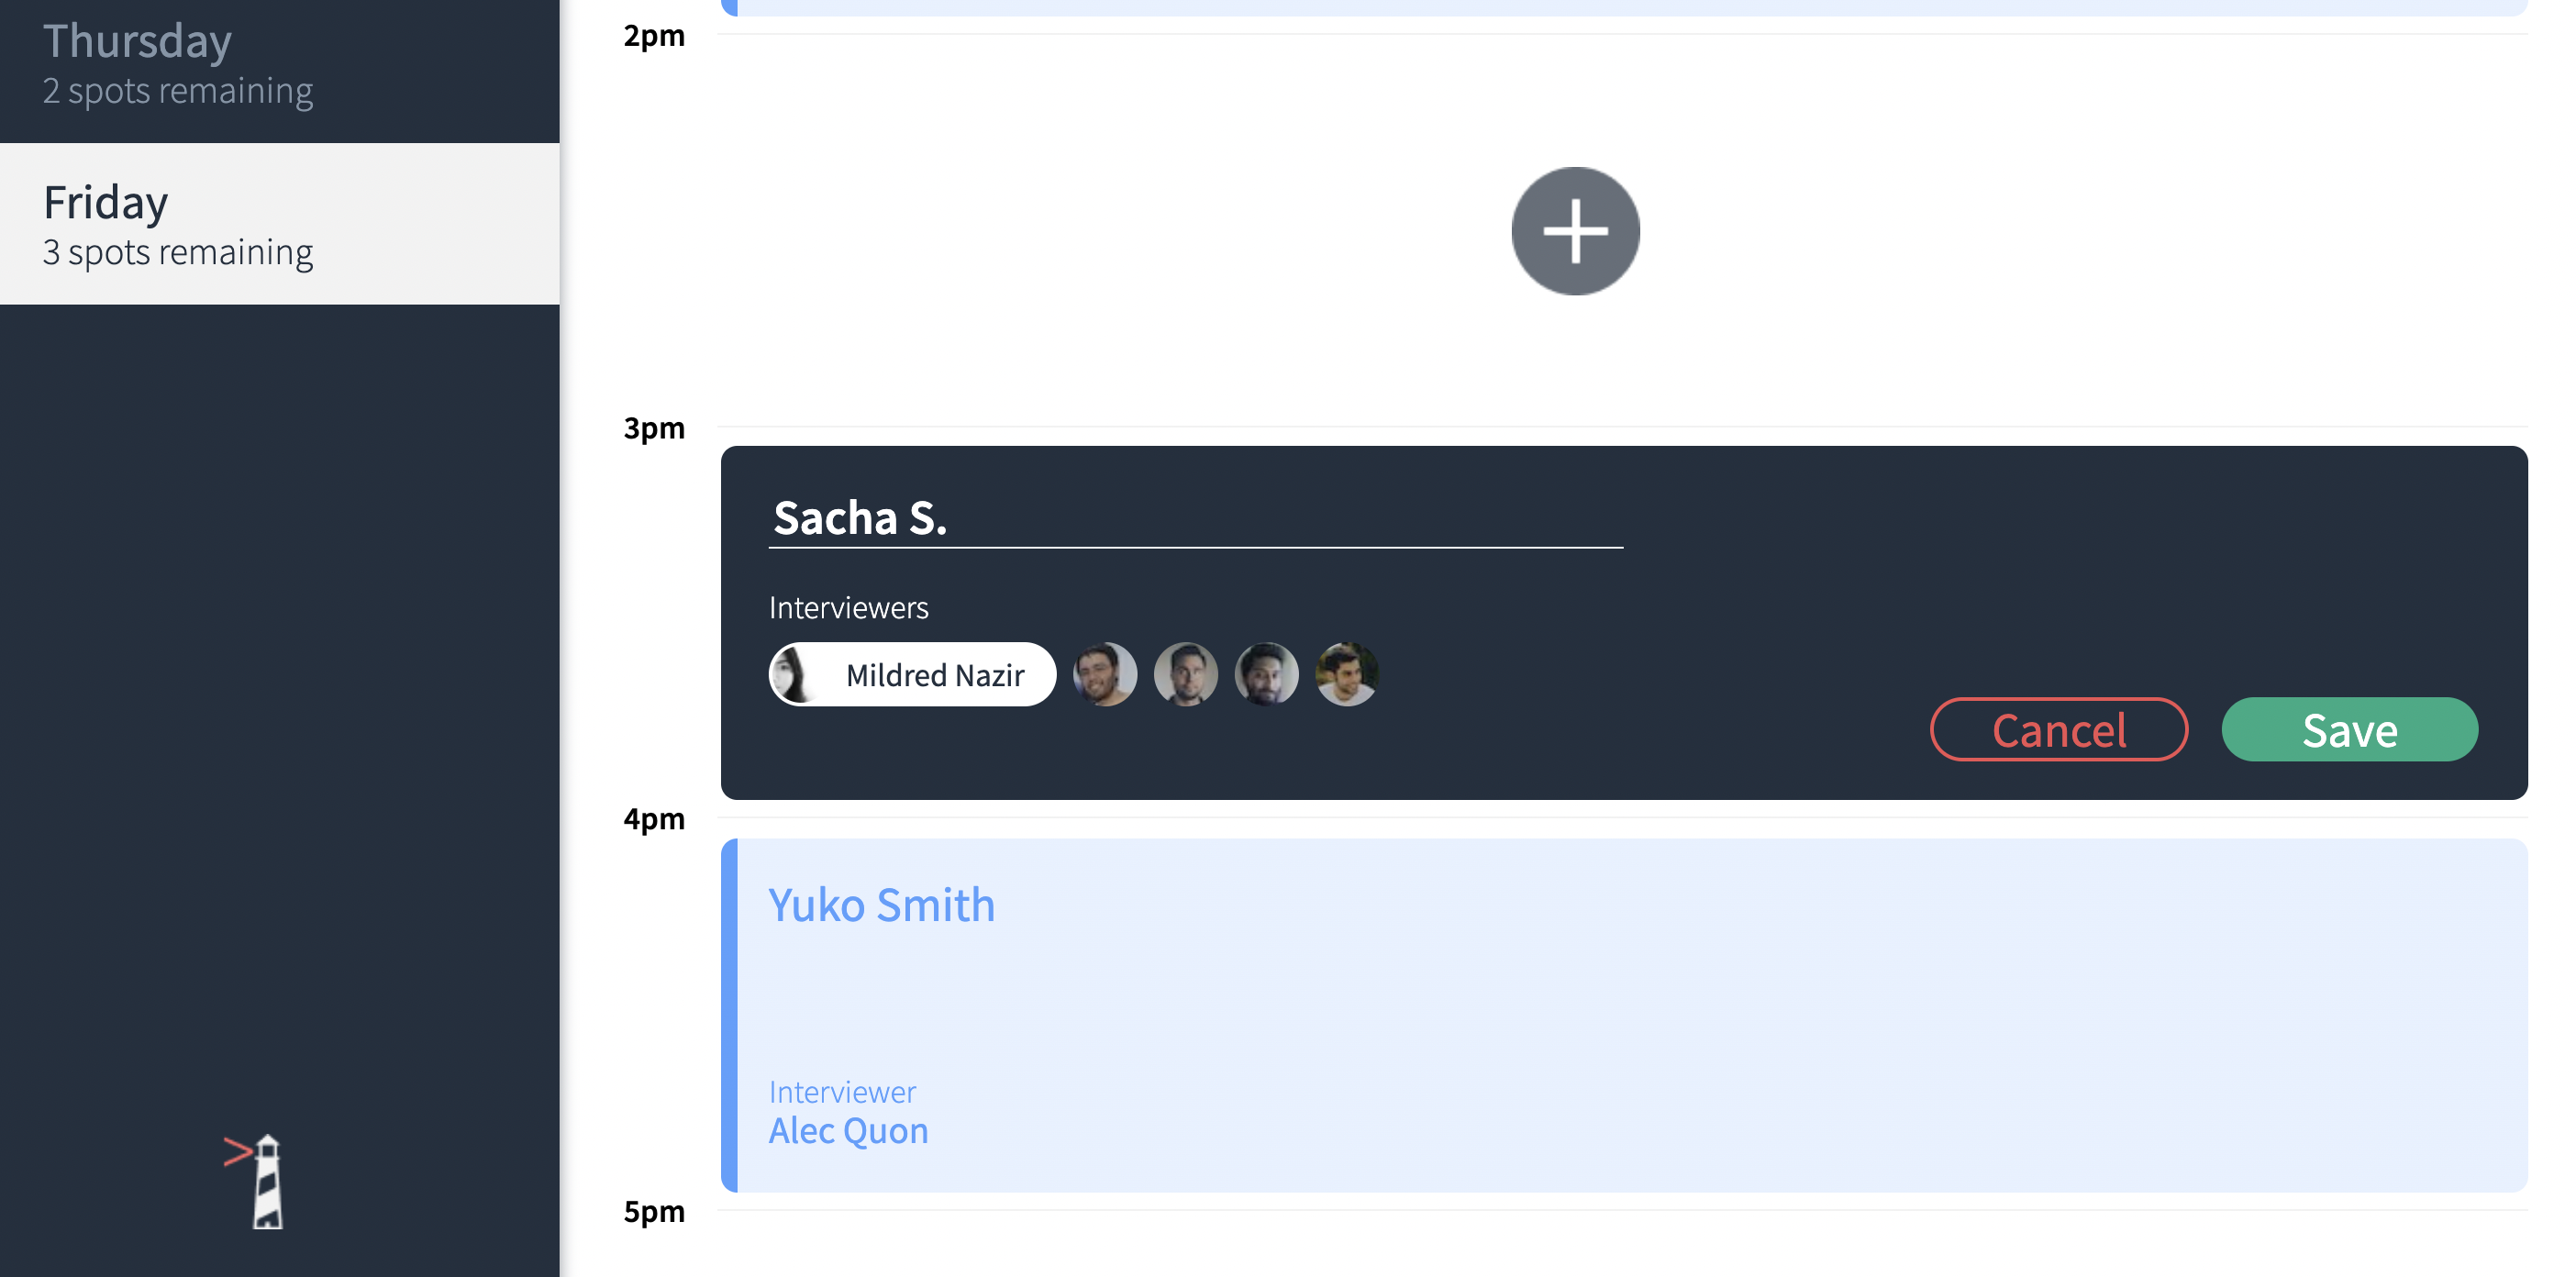 Thursday
2 spots remaining
Friday
3 spots remaining
2pm
3pm
Sacha S.
Interviewers
Mildred Nazir
Cancel
Save
4pm
Yuko Smith
Interviewer
Alec Quon
5pm